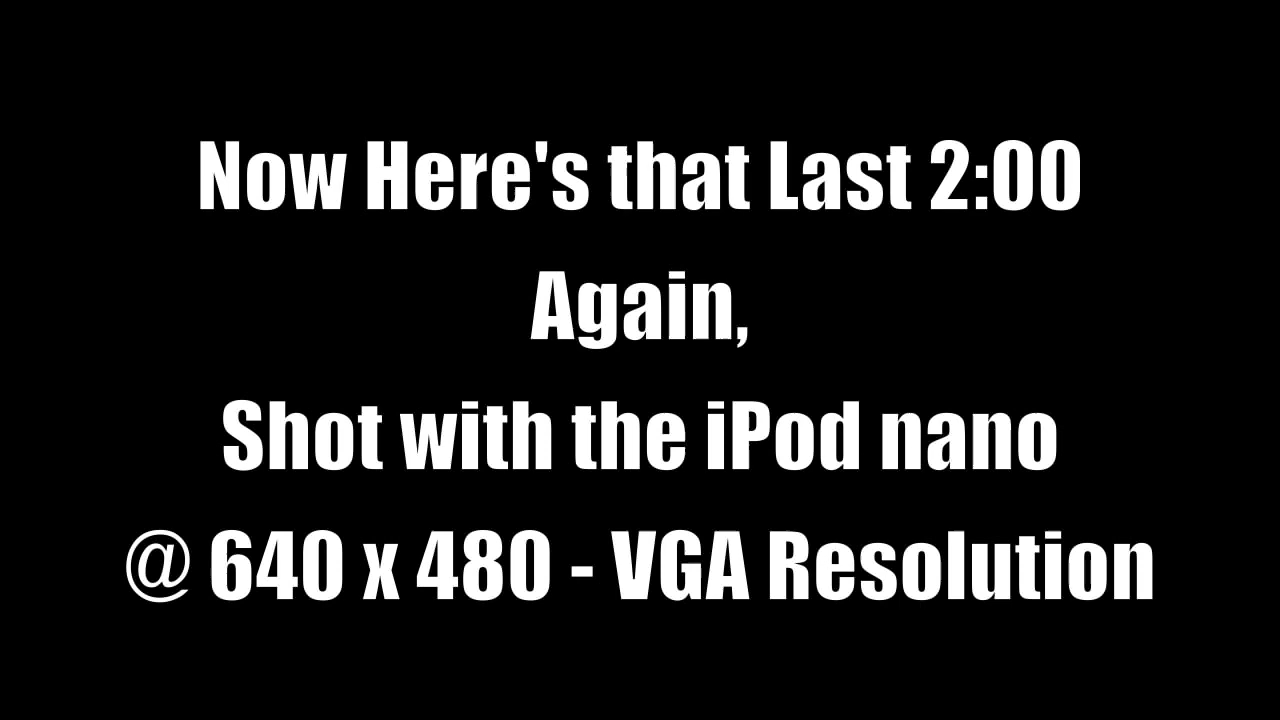 Now Here's that Last 2:00
Again,
Shot with the iPod nano
@ 640 x 480 - VGA Resolution